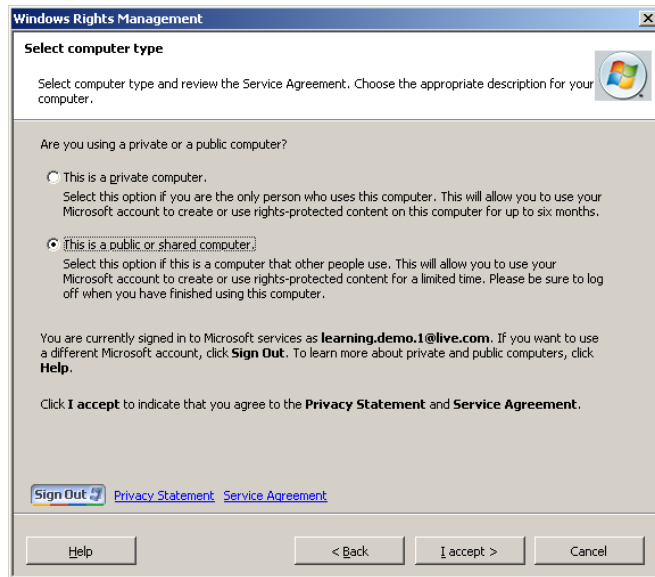 Windows Rights Management
Select computer type
Select computer type and review the Service Agreement. Choose the appropriate description for your
computer.
Are you using a private or a public computer?
This is a private computer.
Select this option if you are the only person who uses this computer. This will allow you to use your
Microsoft account to create or use rights-protected content on this computer for up to six months.
This is a public or shared computer.
Select this option if this is a computer that other people use. This will allow you to use your
Microsoft account to create or use rights-protected content for a limited time. Please be sure to log
off when you have finished using this computer.
You are currently signed in to Microsoft services as learning.demo.1@live.com. If you want to use
a different Microsoft account, click Sign Out. To learn more about private and public computers, click
Help.
Click I accept to indicate that you agree to the Privacy Statement and Service Agreement.
Sign Out Privacy Statement Service Agreement
Help < Back I accept > Cancel